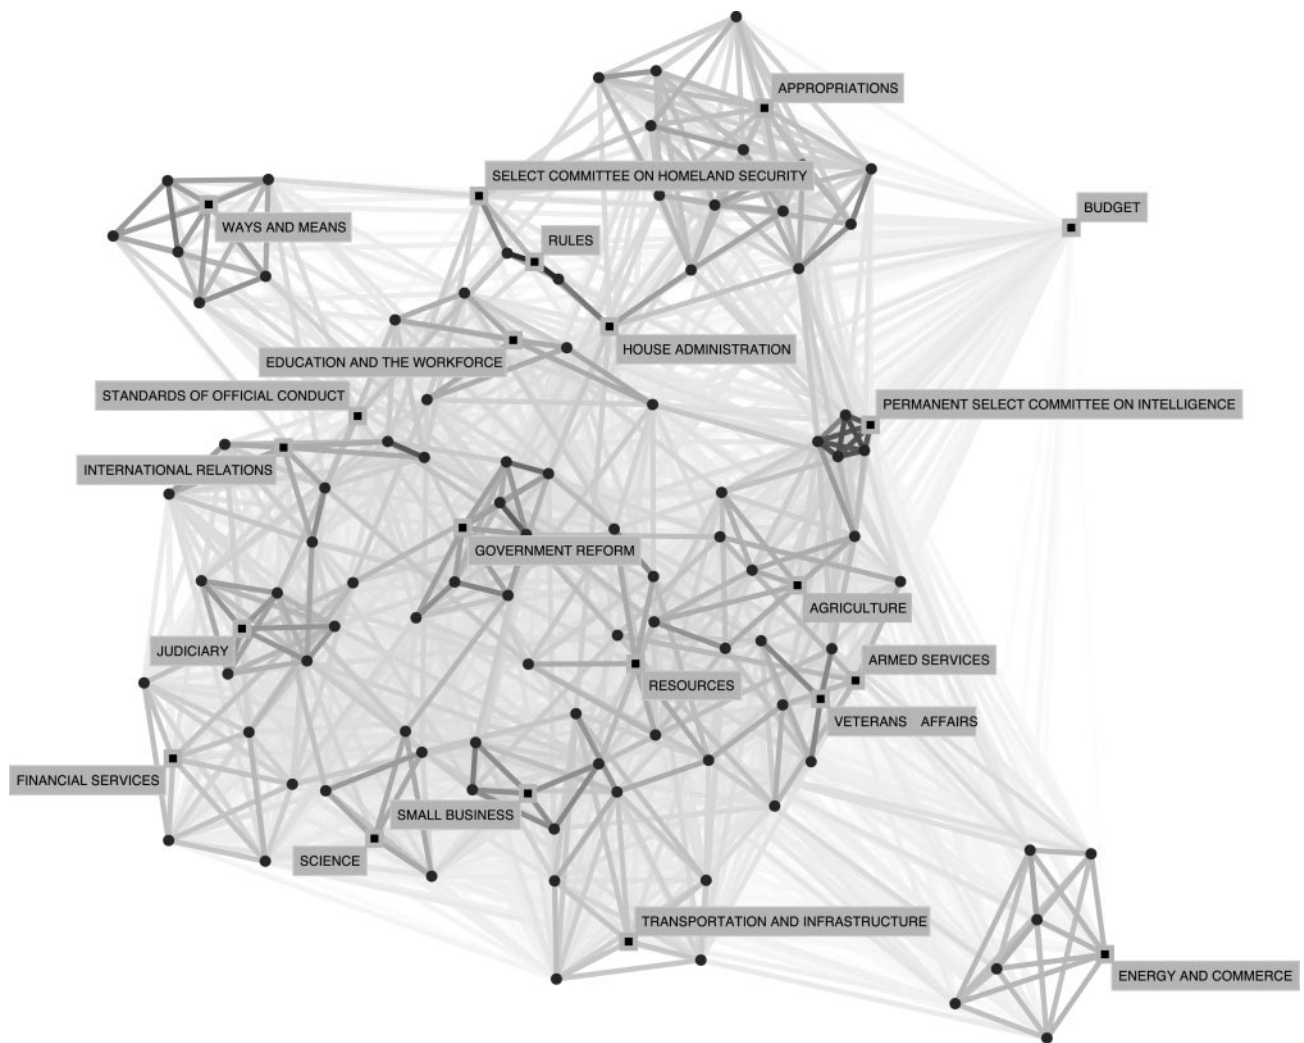 APPROPRIATIONS
SELECT COMMITTEE ON HOMELAND SECURITY
BUDGET
WAYS AND MEANS
RULES
HOUSE ADMINISTRATION
EDUCATION AND THE WORKFORCE
STANDARDS OF OFFICIAL CONDUCT
PERMANENT SELECT COMMITTEE ON INTELLIGENCE
INTERNATIONAL RELATIONS
GOVERNMENT REFORM
AGRICULTURE
JUDICIARY
ARMED SERVICES
RESOURCES
VETERANS AFFAIRS
FINANCIAL SERVICES
SMALL BUSINESS
SCIENCE
TRANSPORTATION AND INFRASTRUCTURE
ENERGY AND COMMERCE